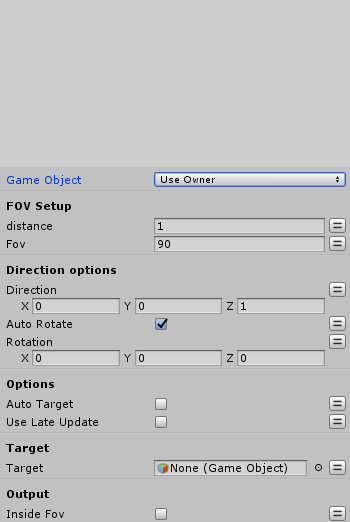 Game Object Use Owner
FOV Setup
distance 1
Fov 90
Direction options
Direction
X 0 Y 0 Z 1
Auto Rotate
Rotation
X 0 Y 0 Z 0
Options
Auto Target
Use Late Update
Target
Target None (Game Object)
Output
Inside Fov